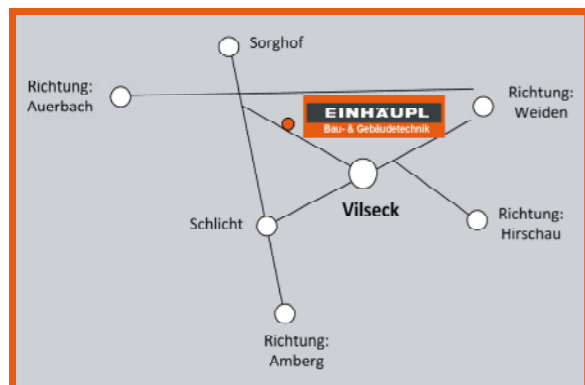 Sorghof
Richtung:
Auerbach
EINHÄUPL
Bau- & Gebäudetechnik
Richtung:
Weiden
Vilseck
Schlicht
Richtung:
Hirschau
Richtung:
Amberg